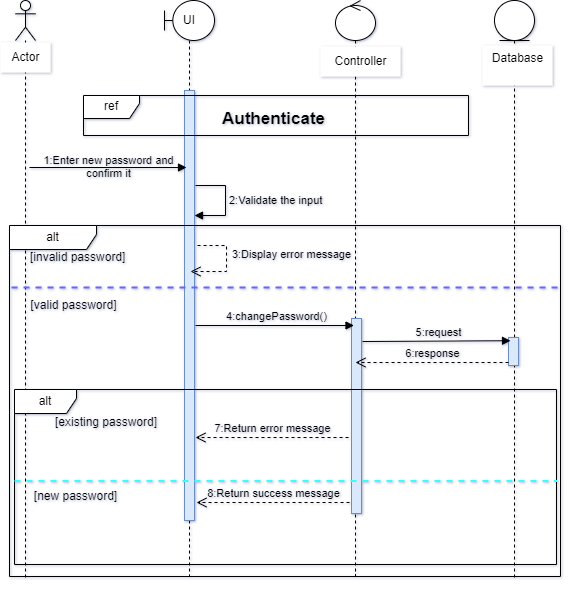 UI
Actor
Controller
Database
ref
Authenticate
1:Enter new password and
confirm it
2:Validate the input
alt
[invalid password]
3:Display error message
[valid password]
4:changePassword()
5:request
6:response
alt
[existing password]
7:Return error message
[new password]
8:Return success message